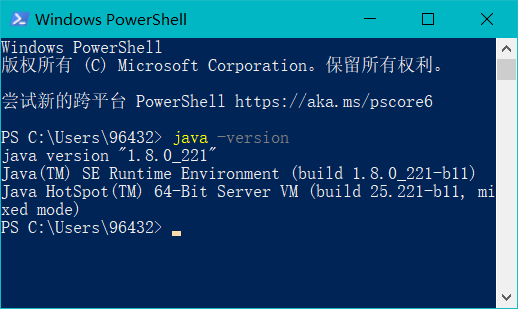 Windows PowerShell
Windows PowerShell
版权所有 (C) Microsoft Corporation。保留所有权利。
尝试新的跨平台 PowerShell https://aka.ms/pscore6
PS C:\Users\96432> java -version
java version "1.8.0_221"
Java(TM) SE Runtime Environment (build 1.8.0_221-b11)
Java HotSpot(TM) 64-Bit Server VM (build 25.221-b11, mi
xed mode)
PS C:\Users\96432>